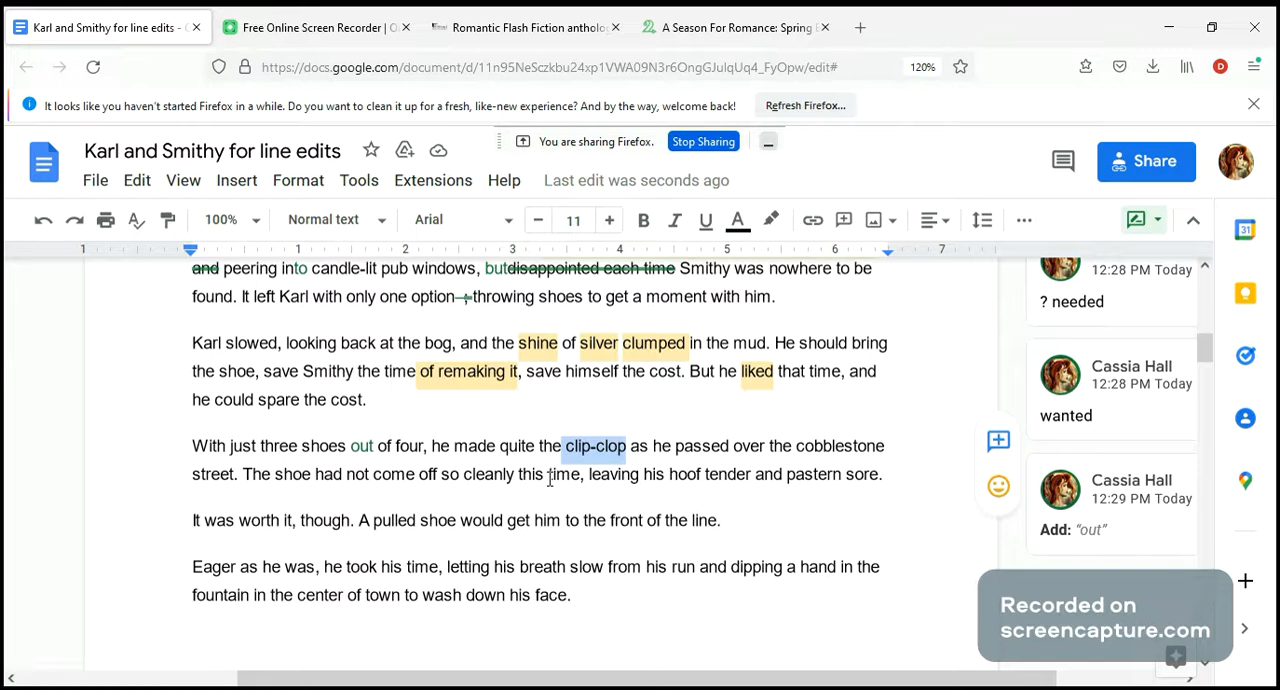 Karl and Smithy for line edits - G
Free Online Screen Recorder | O
Romantic Flash Fiction antholo
A Season For Romance: Spring E
https://docs.google.com/document/d/11n95NeSczkbu24xp1VWA09N3r6OngGJulqUq4_FyOpw/edit#
120%
D
It looks like you haven't started Firefox in a while. Do you want to clean it up for a fresh, like-new experience? And by the way, welcome back!
Refresh Firefox...
Karl and Smithy for line edits
You are sharing Firefox.
Stop Sharing
Share
File Edit View Insert Format Tools Extensions Help Last edit was seconds ago
100% Normal text Arial 11 B I U A
31
1 1 2 3 4 5 6 7
and peering into candle-lit pub windows, butdisappointed each time Smithy was nowhere to be
found. It left Karl with only one option—throwing shoes to get a moment with him.
Karl slowed, looking back at the bog, and the shine of silver clumped in the mud. He should bring
the shoe, save Smithy the time of remaking it, save himself the cost. But he liked that time, and
he could spare the cost.
With just three shoes out of four, he made quite the clip-clop as he passed over the cobblestone
street. The shoe had not come off so cleanly this time, leaving his hoof tender and pastern sore.
It was worth it, though. A pulled shoe would get him to the front of the line.
Eager as he was, he took his time, letting his breath slow from his run and dipping a hand in the
fountain in the center of town to wash down his face.
12:28 PM Today
? needed
Cassia Hall
12:28 PM Today
wanted
Cassia Hall
12:29 PM Today
Add: "out"
Recorded on
screencapture.com